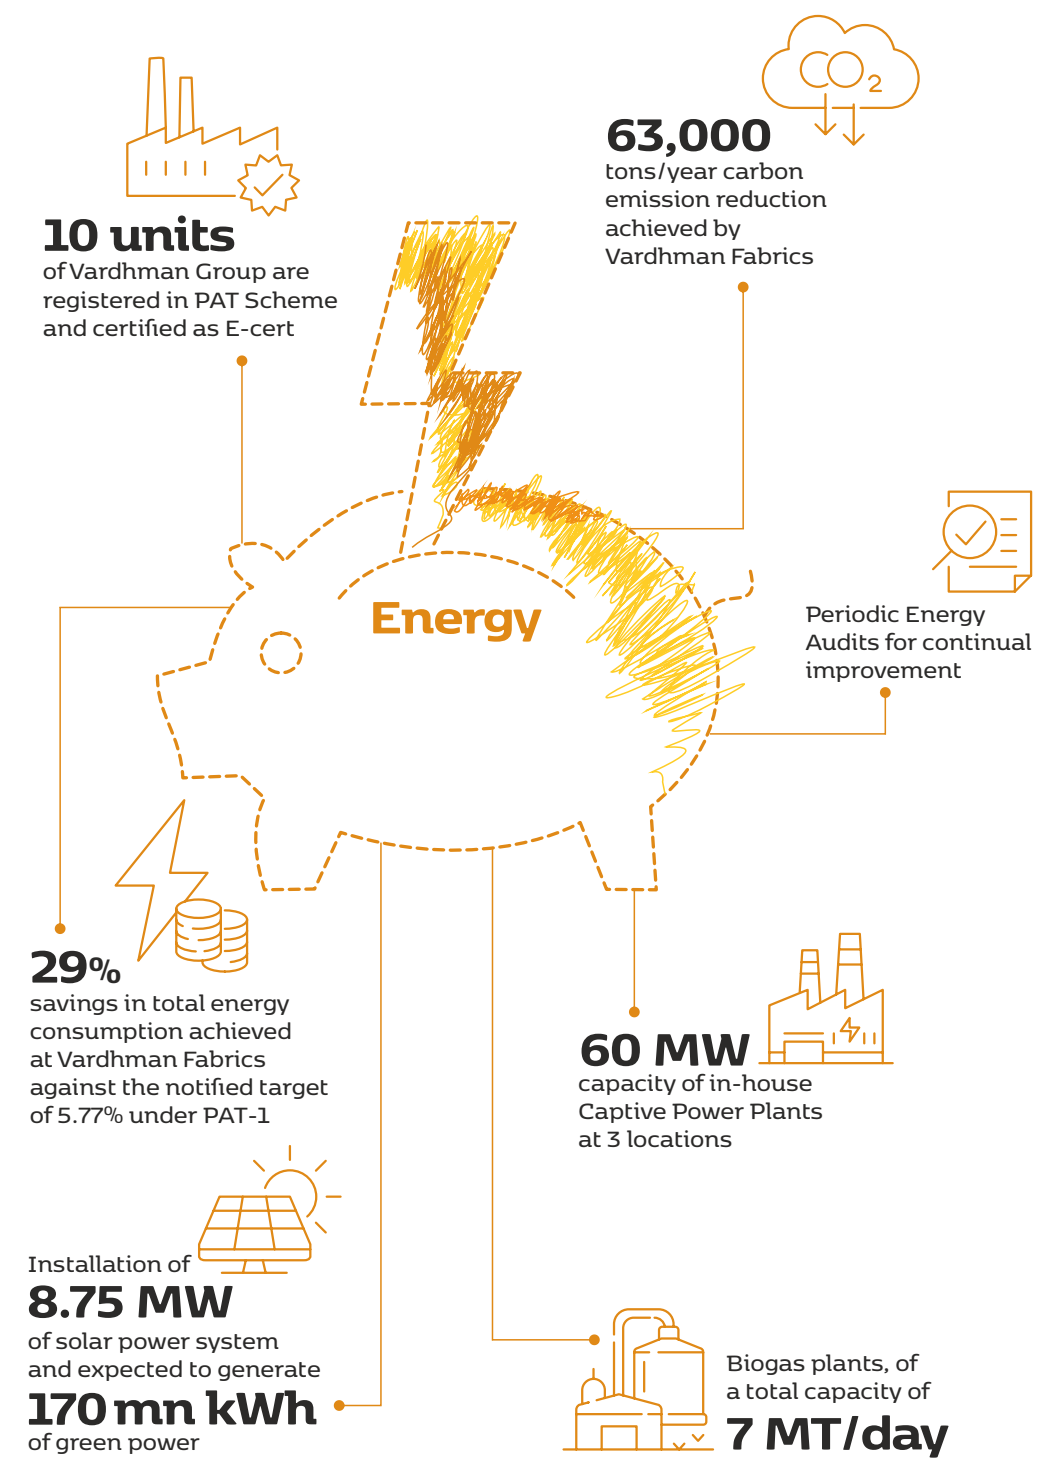 CO2
63,000
tons/year carbon
emission reduction
achieved by
Vardhman Fabrics
10 units
of Vardhman Group are
registered in PAT Scheme
and certified as E-cert
Energy
Periodic Energy
Audits for continual
improvement
29%
savings in total energy
consumption achieved
at Vardhman Fabrics
against the notified target
of 5.77% under PAT-1
60 MW
capacity of in-house
Captive Power Plants
at 3 locations
Installation of
8.75 MW
of solar power system
and expected to generate
170 mn kWh
of green power
Biogas plants, of
a total capacity of
7 MT/day